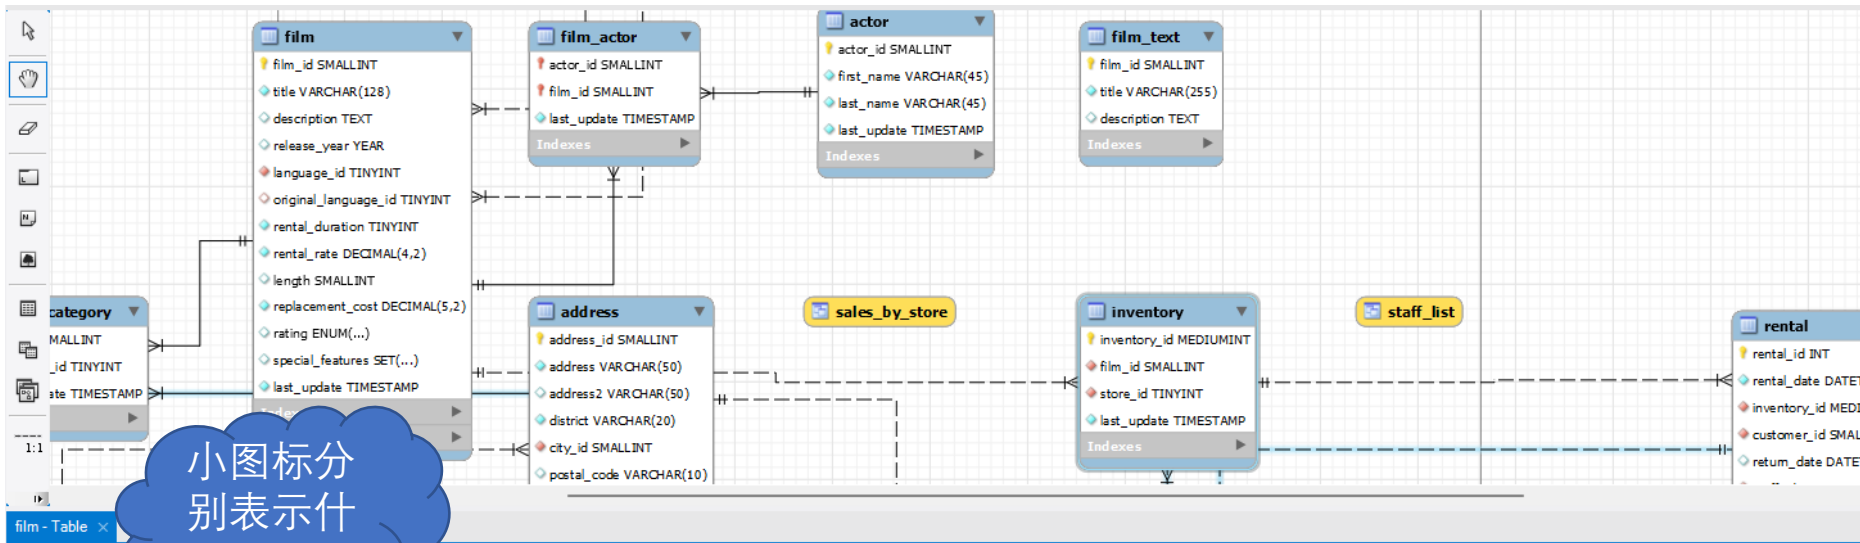 film
film_id SMALLINT
title VARCHAR(128)
description TEXT
release_year YEAR
language_id TINYINT
original_language_id TINYINT
rental_duration TINYINT
rental_rate DECIMAL(4,2)
length SMALLINT
replacement_cost DECIMAL(5,2)
rating ENUM(...)
special_features SET(...)
last_update TIMESTAMP
film_actor
actor_id SMALLINT
film_id SMALLINT
last_update TIMESTAMP
Indexes
actor
actor_id SMALLINT
first_name VARCHAR(45)
last_name VARCHAR(45)
last_update TIMESTAMP
Indexes
film_text
film_id SMALLINT
title VARCHAR(255)
description TEXT
Indexes
category
MALLINT
_id TINYINT
ate TIMESTAMP
address
address_id SMALLINT
address VARCHAR(50)
address2 VARCHAR(50)
district VARCHAR(20)
city_id SMALLINT
postal_code VARCHAR(10)
sales_by_store
inventory
inventory_id MEDIUMINT
film_id SMALLINT
store_id TINYINT
last_update TIMESTAMP
Indexes
staff_list
rental
rental_id INT
rental_date DATET
inventory_id MEDI
customer_id SMAL
return_date DATE
1:1
小图标分
别表示什
film - Table